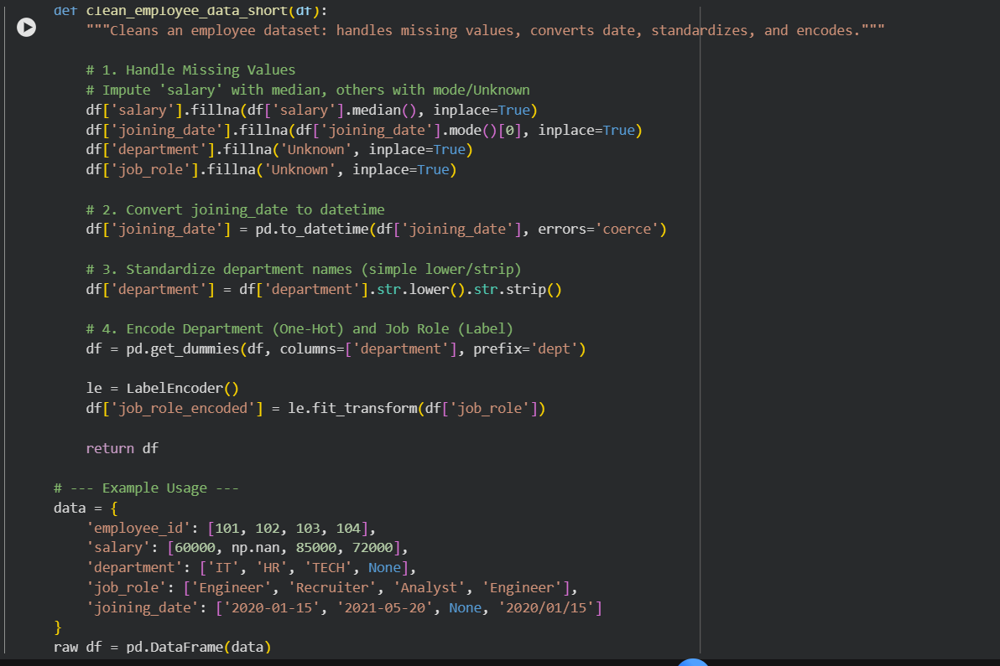 def clean_employee_data_short(df):
    """Cleans an employee dataset: handles missing values, converts date, standardizes, and encodes."""

    # 1. Handle Missing Values
    # Impute 'salary' with median, others with mode/Unknown
    df['salary'].fillna(df['salary'].median(), inplace=True)
    df['joining_date'].fillna(df['joining_date'].mode()[0], inplace=True)
    df['department'].fillna('Unknown', inplace=True)
    df['job_role'].fillna('Unknown', inplace=True)

    # 2. Convert joining_date to datetime
    df['joining_date'] = pd.to_datetime(df['joining_date'], errors='coerce')

    # 3. Standardize department names (simple lower/strip)
    df['department'] = df['department'].str.lower().str.strip()

    # 4. Encode Department (One-Hot) and Job Role (Label)
    df = pd.get_dummies(df, columns=['department'], prefix='dept')

    le = LabelEncoder()
    df['job_role_encoded'] = le.fit_transform(df['job_role'])

    return df

# --- Example Usage ---
data = {
    'employee_id': [101, 102, 103, 104],
    'salary': [60000, np.nan, 85000, 72000],
    'department': ['IT', 'HR', 'TECH', None],
    'job_role': ['Engineer', 'Recruiter', 'Analyst', 'Engineer'],
    'joining_date': ['2020-01-15', '2021-05-20', None, '2020/01/15']
}
raw_df = pd.DataFrame(data)